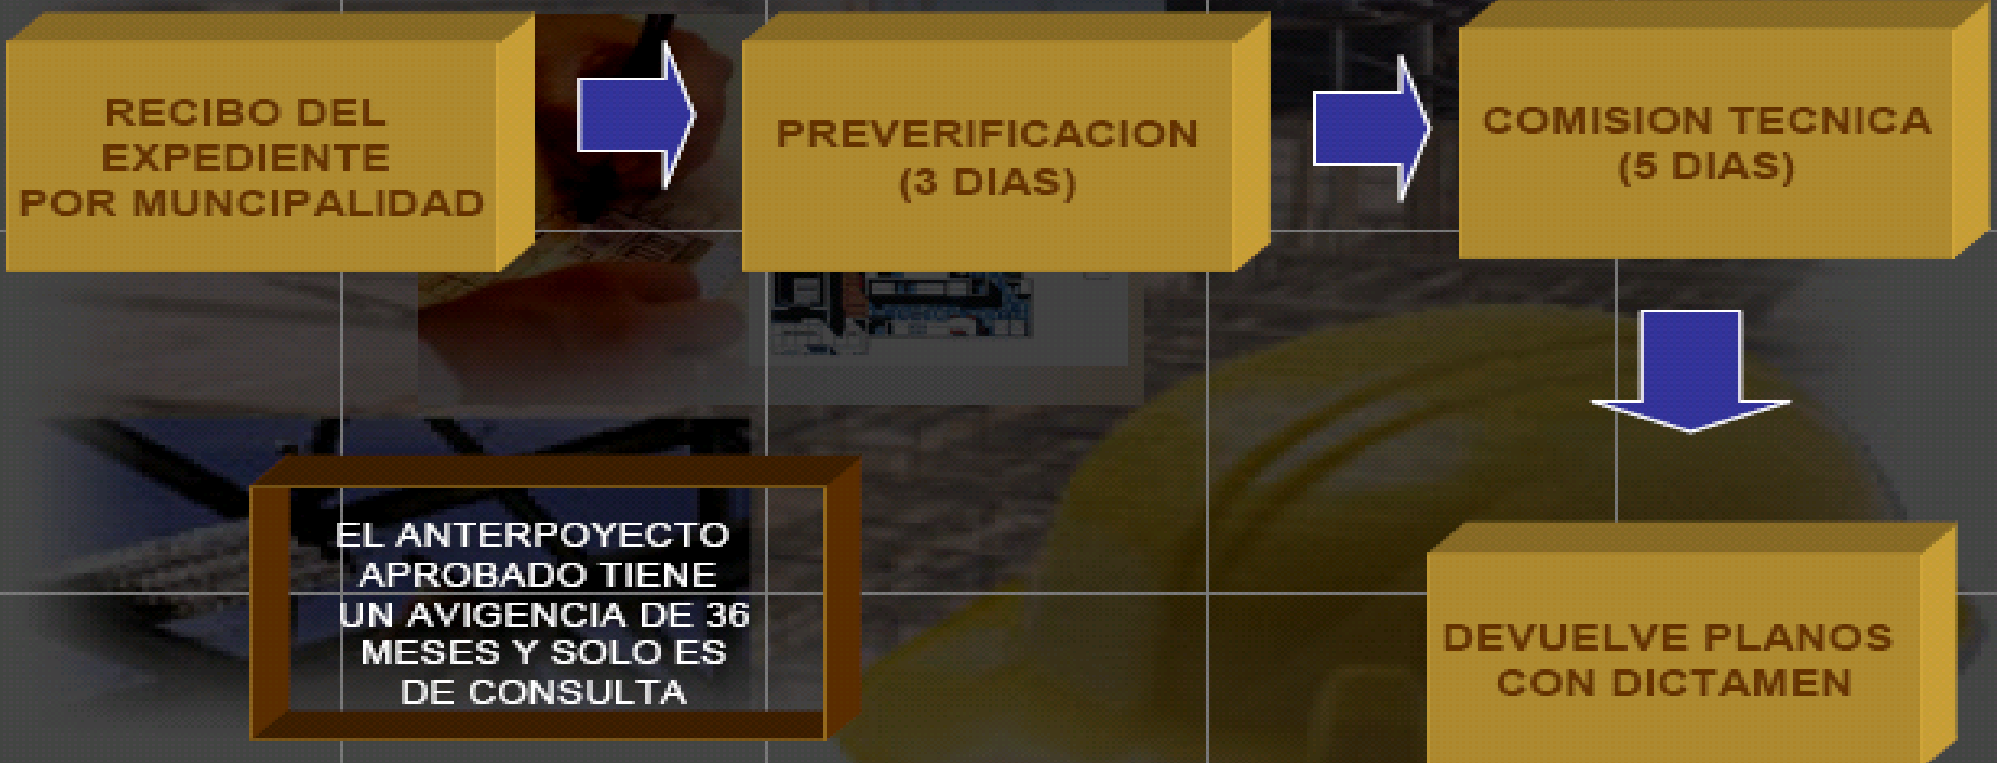 RECIBO DEL
EXPEDIENTE
POR MUNCIPALIDAD
PREVERIFICACION
(3 DIAS)
COMISION TECNICA
(5 DIAS)
DEVUELVE PLANOS
CON DICTAMEN
EL ANTERPOYECTO
APROBADO TIENE
UN AVIGENCIA DE 36
MESES Y SOLO ES
DE CONSULTA